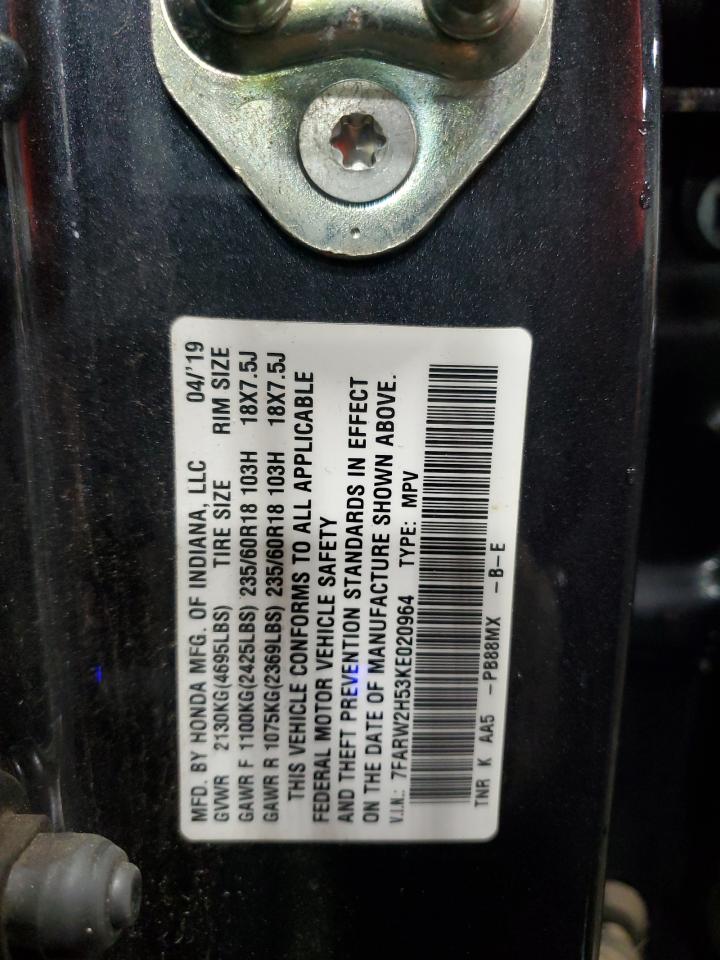 MFD. BY HONDA MFG. OF INDIANA, LLC 04/'19
GVWR 2130KG(4695LBS) TIRE SIZE RIM SIZE
GAWR F 1100KG(2425LBS) 235/60R18 103H 18X7.5J
GAWR R 1075KG(2369LBS) 235/60R18 103H 18X7.5J
THIS VEHICLE CONFORMS TO ALL APPLICABLE
FEDERAL MOTOR VEHICLE SAFETY
AND THEFT PREVENTION STANDARDS IN EFFECT
ON THE DATE OF MANUFACTURE SHOWN ABOVE.
V.I.N.: 7FARW2H53KE020964 TYPE: MPV
TNR K AA5 -PB88MX -B-E